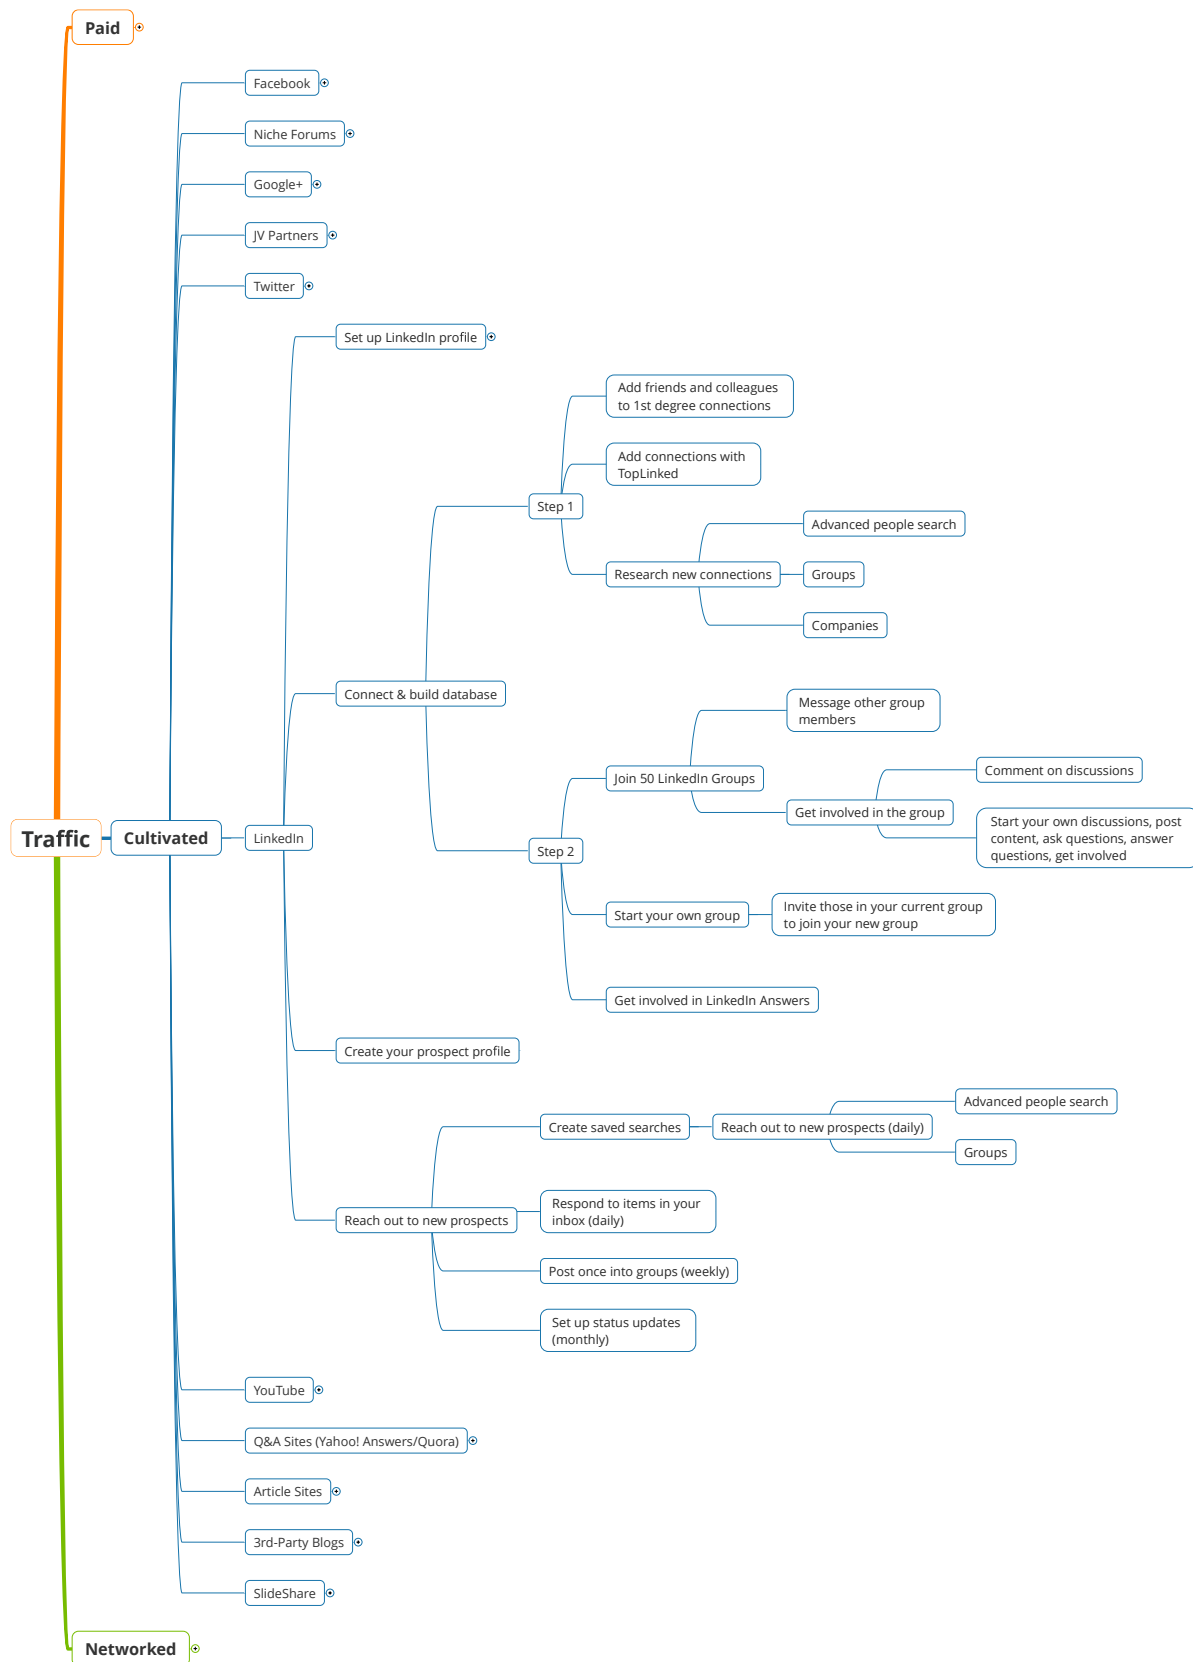 Paid
Facebook
Niche Forums
Google+
JV Partners
Twitter
Set up LinkedIn profile
Add friends and colleagues
to 1st degree connections
Add connections with
TopLinked
Step 1
Advanced people search
Research new connections
Groups
Companies
Connect & build database
Message other group
members
Join 50 LinkedIn Groups
Comment on discussions
Get involved in the group
Start your own discussions, post
content, ask questions, answer
questions, get involved
Traffic
Cultivated
LinkedIn
Step 2
Start your own group
Invite those in your current group
to join your new group
Get involved in LinkedIn Answers
Create your prospect profile
Create saved searches
Reach out to new prospects (daily)
Advanced people search
Groups
Reach out to new prospects
Respond to items in your
inbox (daily)
Post once into groups (weekly)
Set up status updates
(monthly)
YouTube
Q&A Sites (Yahoo! Answers/Quora)
Article Sites
3rd-Party Blogs
SlideShare
Networked